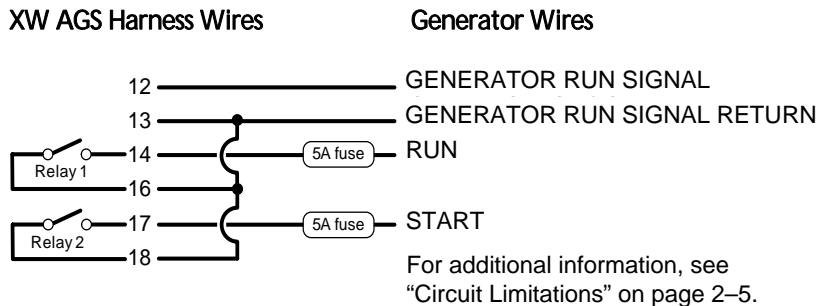 XW AGS Harness Wires
Generator Wires
12
GENERATOR RUN SIGNAL
13
GENERATOR RUN SIGNAL RETURN
14
5A fuse
RUN
Relay 1
16
17
5A fuse
START
Relay 2
18
For additional information, see
“Circuit Limitations” on page 2–5.